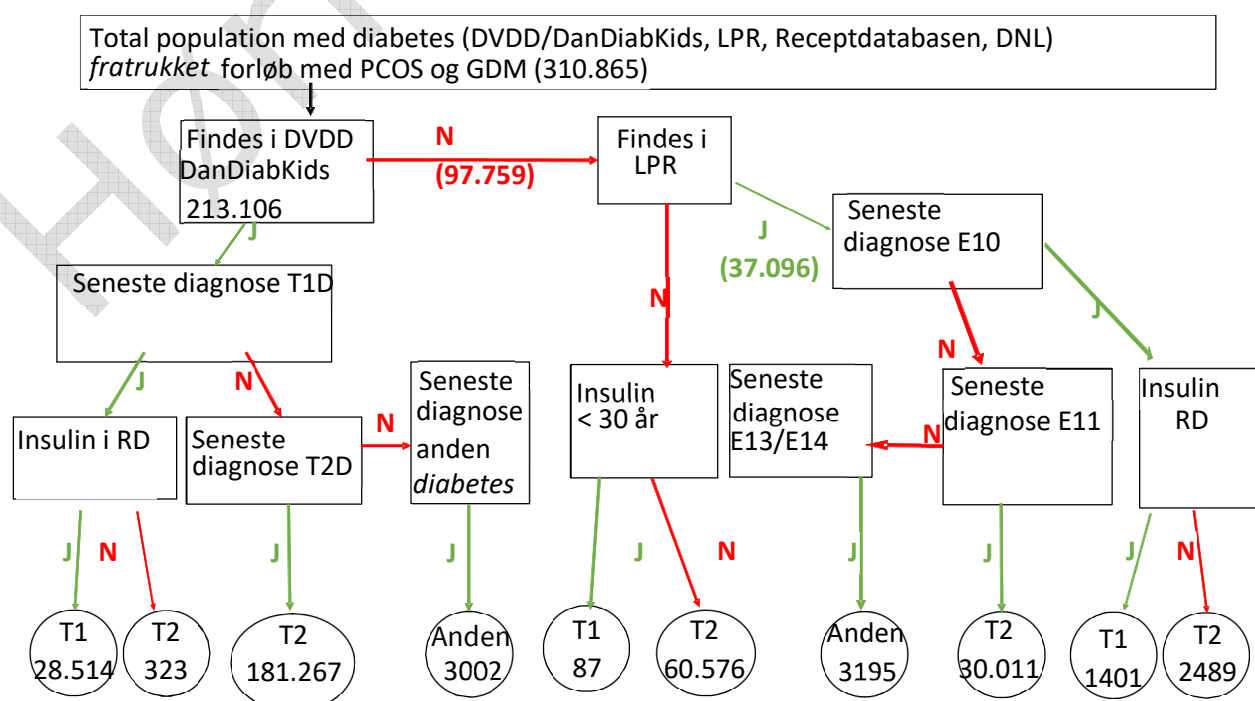 Total population med diabetes (DVDD/DanDiabKids, LPR, Receptdatabasen, DNL)
fratrukket forløb med PCOS og GDM (310.865)
Findes i DVDD
DanDiabKids
213.106
N
(97.759)
Findes i
LPR
J
(37.096)
Seneste
diagnose E10
J
Seneste diagnose T1D
N
J
J
N
N
Insulin i RD
Seneste
diagnose T2D
N
Seneste
diagnose
anden
diabetes
Insulin
< 30 år
Seneste
diagnose
E13/E14
N
Seneste
diagnose E11
Insulin
RD
J
N
J
J
J
N
J
J
J
N
T1
28.514
T2
323
T2
181.267
Anden
3002
T1
87
T2
60.576
Anden
3195
T2
30.011
T1
1401
T2
2489